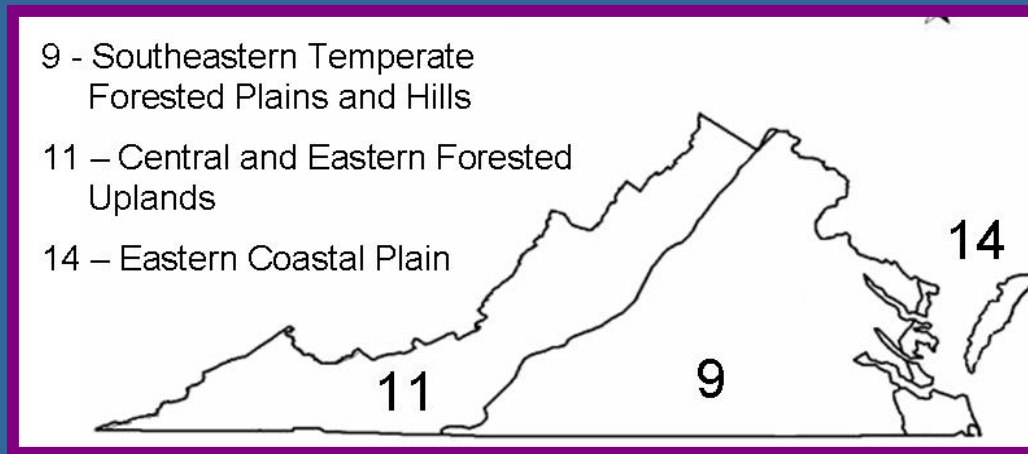 9 - Southeastern Temperate
Forested Plains and Hills
11 – Central and Eastern Forested
Uplands
14 – Eastern Coastal Plain
14
11
9